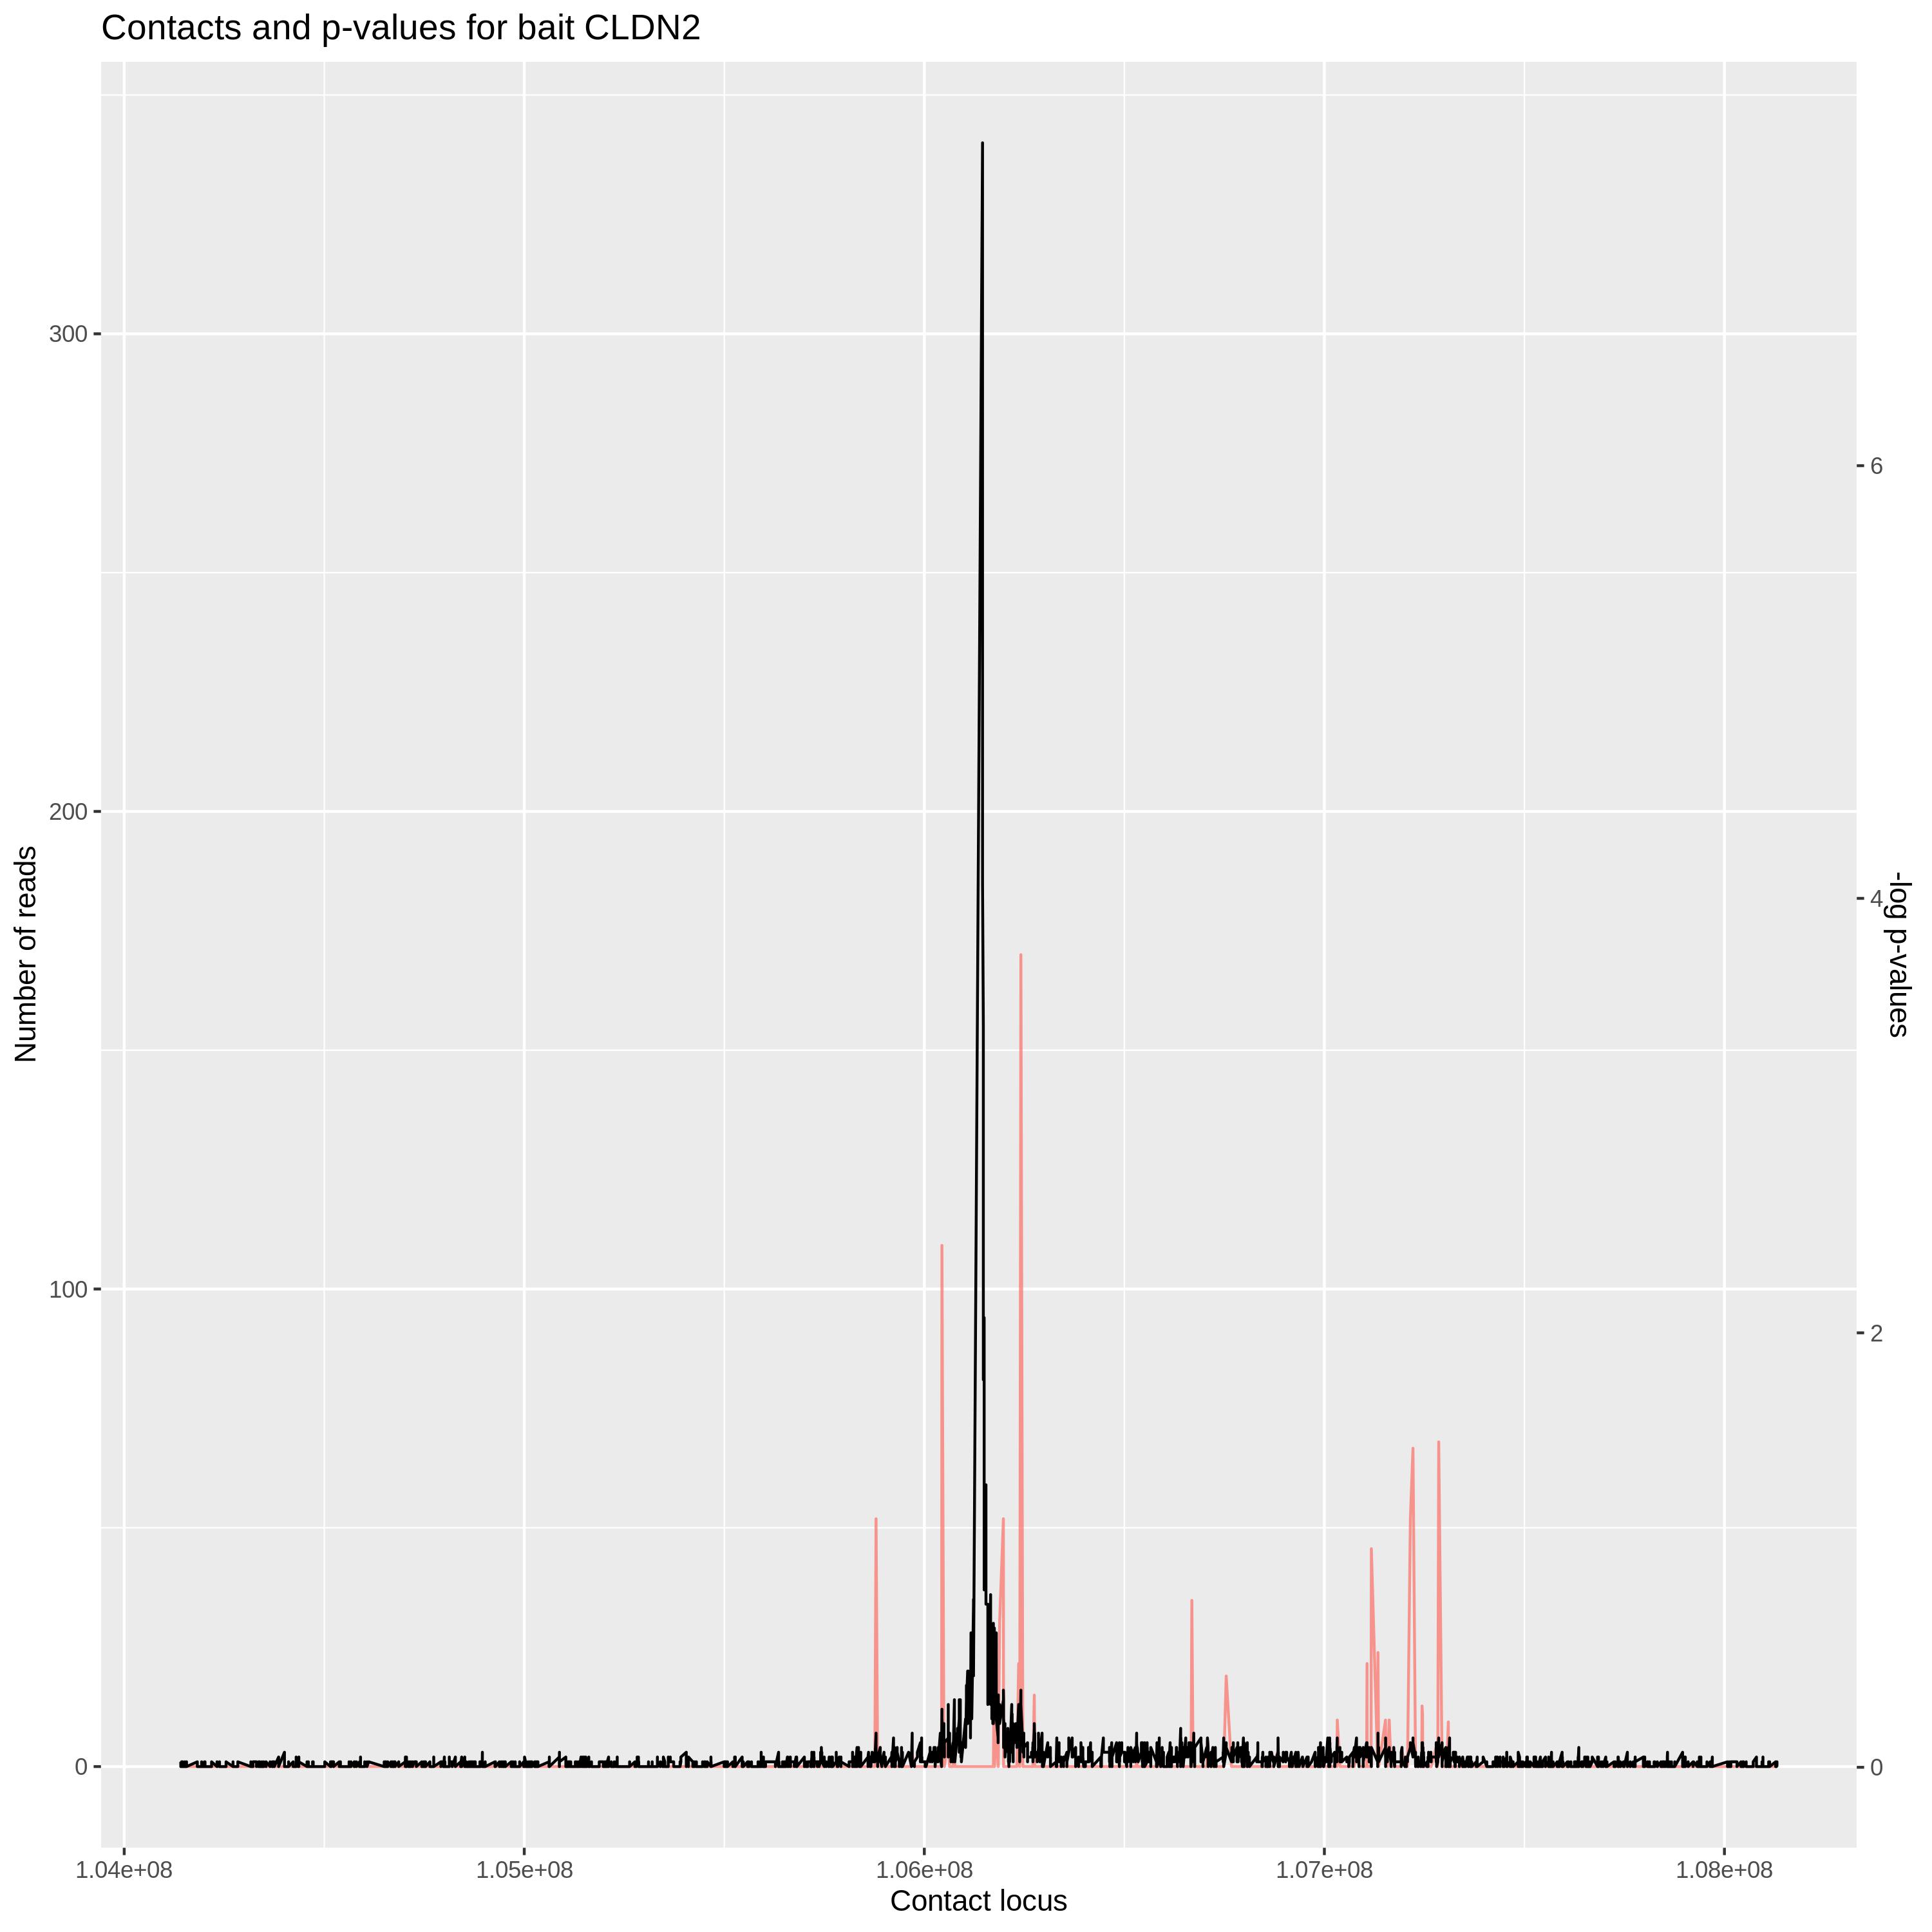 Contacts and p-values for bait CLDN2
300
200
100
0
Number of reads
6
4
2
0
-log p-values
1.04e+08 1.05e+08 1.06e+08 1.07e+08 1.08e+08
Contact locus